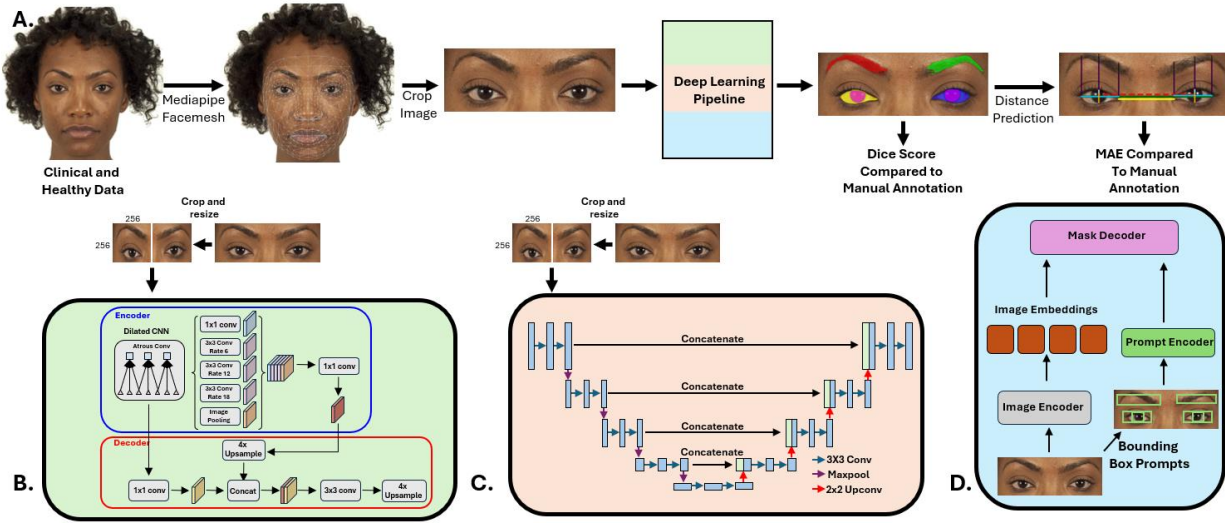 A.
Mediapipe
Facemesh
Crop
Image
Deep Learning
Pipeline
Distance
Prediction
Clinical and
Healthy Data
Dice Score
Compared to
Manual Annotation
MAE Compared
To Manual
Annotation
Crop and
resize
256
256
Encoder
Dilated CNN
Atrous Conv
1x1 conv
3x3 Conv
Rate 6
3x3 Conv
Rate 12
3x3 Conv
Rate 18
Image
Pooling
1x1 conv
Decoder
4x
Upsample
1x1 conv
Concat
3x3 conv
4x
Upsample
B.
Crop and
resize
256
256
Concatenate
Concatenate
Concatenate
Concatenate
3X3 Conv
Maxpool
2x2 Upconv
C.
Mask Decoder
Image Embeddings
Prompt Encoder
Image Encoder
Bounding
Box Prompts
D.